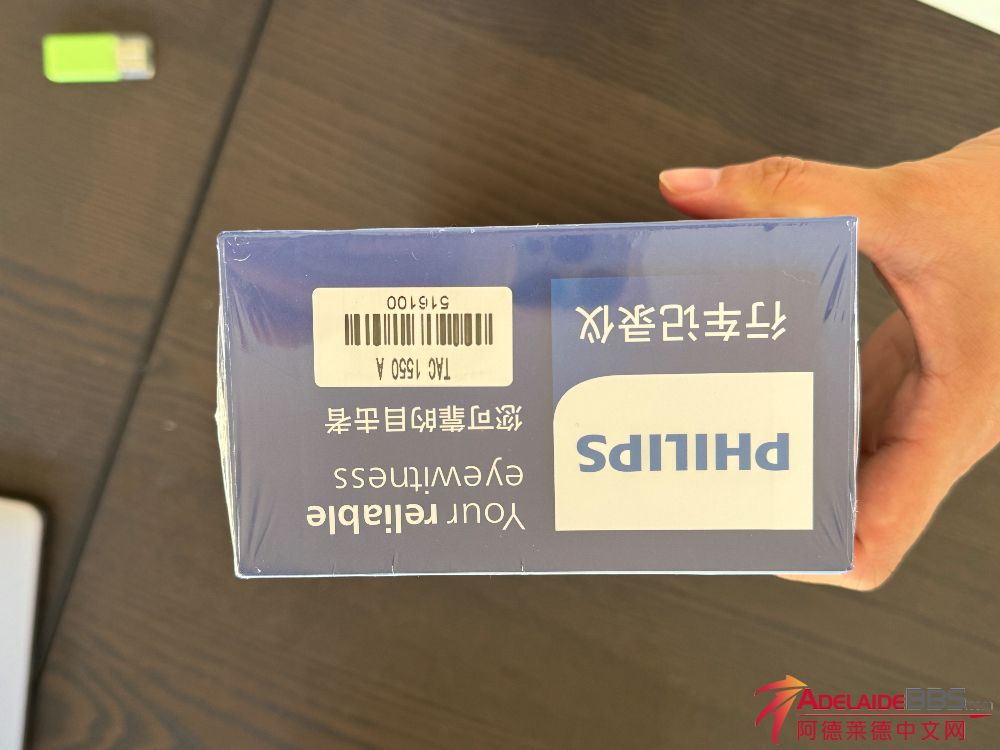 PHILIPS
行车记录仪
Your reliable
eyewitness
您可靠的目击者
TAC 1550 A
516100
ADELAIDEBBS.com
阿德莱德中文网